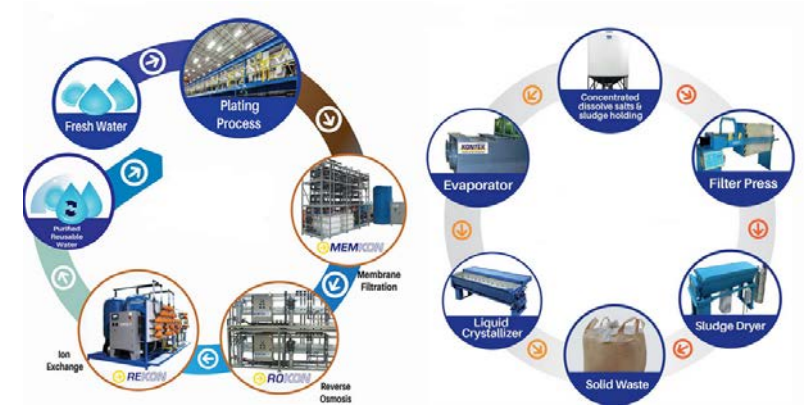 Fresh Water
Plating
Process
MEMKON
Membrane
Filtration
ROKON
Reverse
Osmosis
REKON
Ion
Exchange
Purified
Reusable
Water
Concentrated
dissolve salts &
sludge holding
KONTEK
Evaporator
Liquid
Crystallizer
Filter Press
Sludge Dryer
Solid Waste